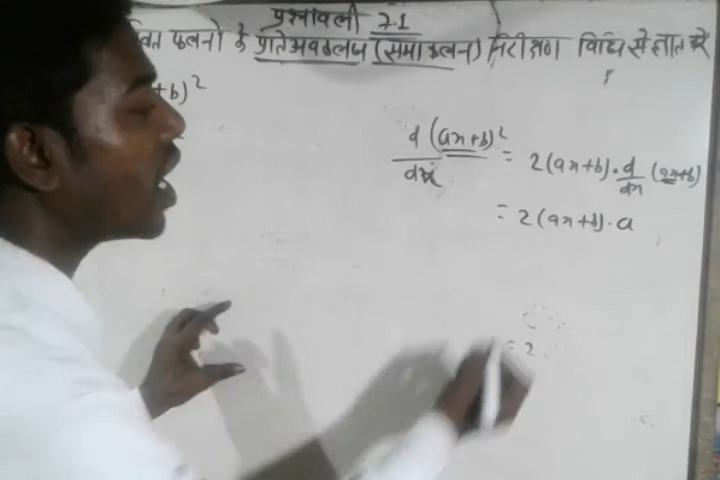 प्रश्नावली 7.1
फलनो के प्रतिअवकलज (समाकलन) निरीक्षण विधि से ज्ञात करें
+b)²
d(ax+b)²/dx = 2(ax+b)·d/dx(ax+b)
= 2(ax+b)·a
= 2